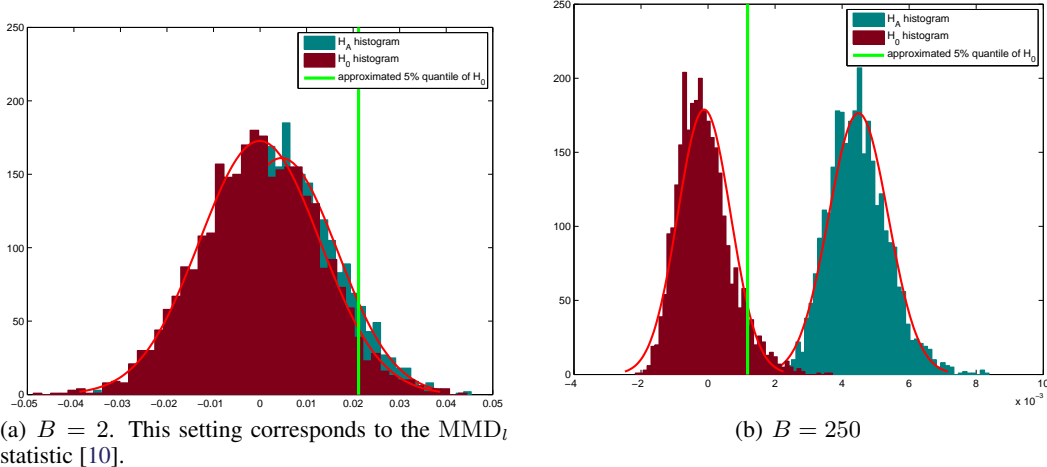 250
200
150
100
50
0
−0.05 −0.04 −0.03 −0.02 −0.01 0 0.01 0.02 0.03 0.04 0.05
H_A histogram
H_0 histogram
approximated 5% quantile of H_0
(a) B = 2. This setting corresponds to the MMD_l
statistic [10].
250
200
150
100
50
0
−4 −2 0 2 4 6 8 10
x 10⁻³
H_A histogram
H_0 histogram
approximated 5% quantile of H_0
(b) B = 250